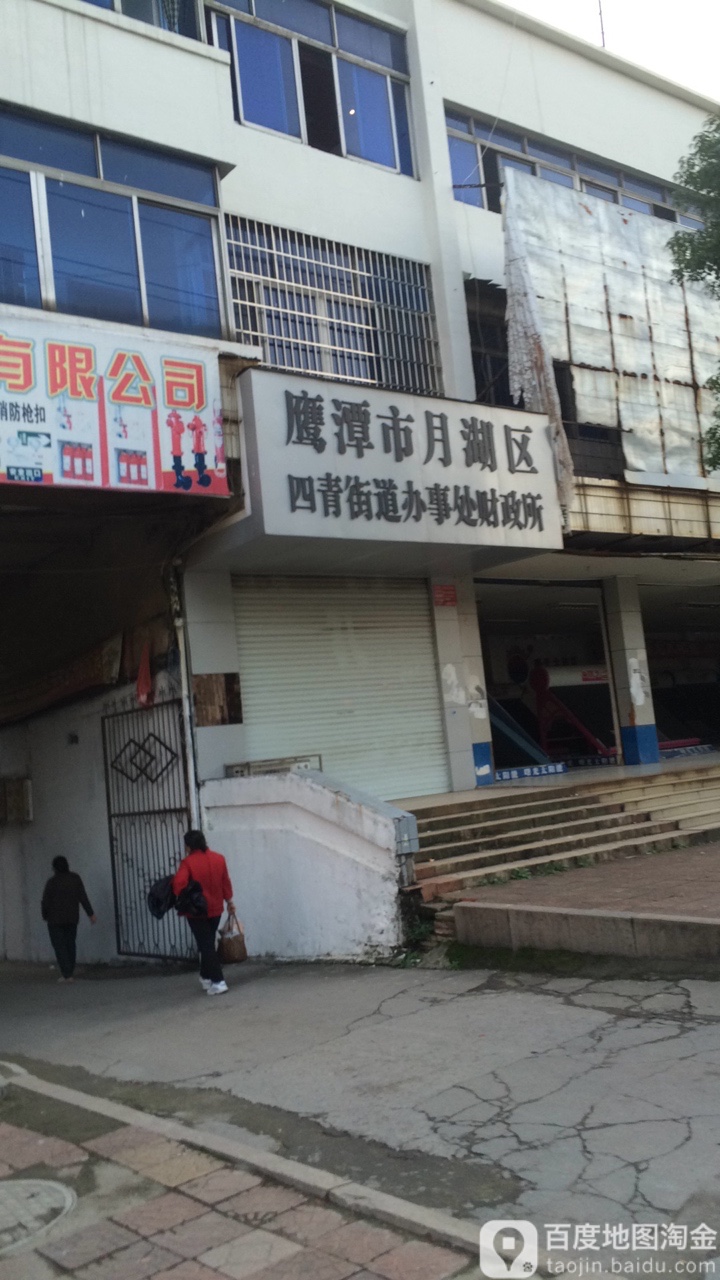 有限公司
消防枪扣
鹰潭市月湖区
四青街道办事处财政所
百度地图淘金
taojin.baidu.com